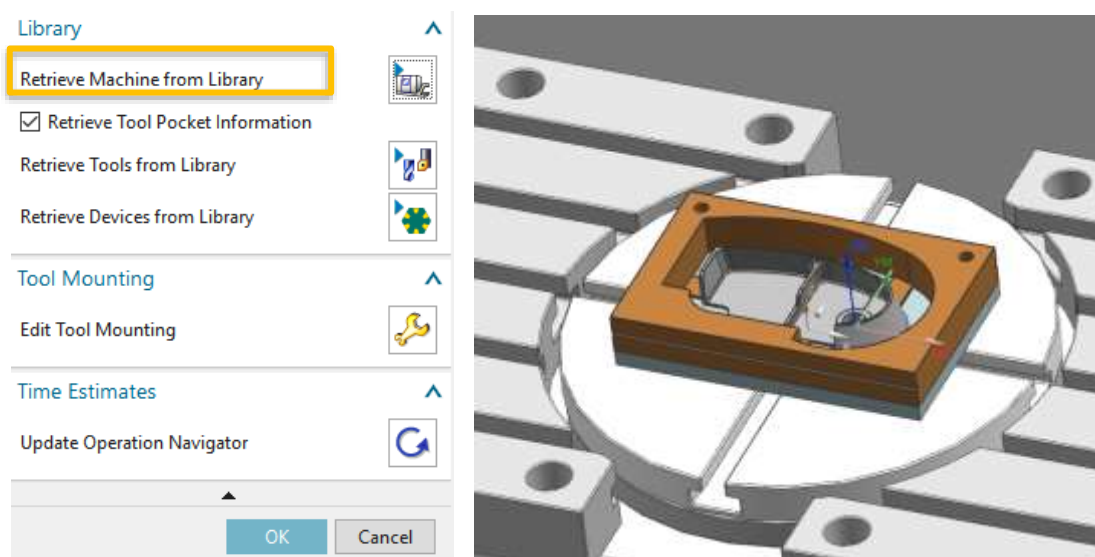 Library
Retrieve Machine from Library
Retrieve Tool Pocket Information
Retrieve Tools from Library
Retrieve Devices from Library
Tool Mounting
Edit Tool Mounting
Time Estimates
Update Operation Navigator
OK
Cancel